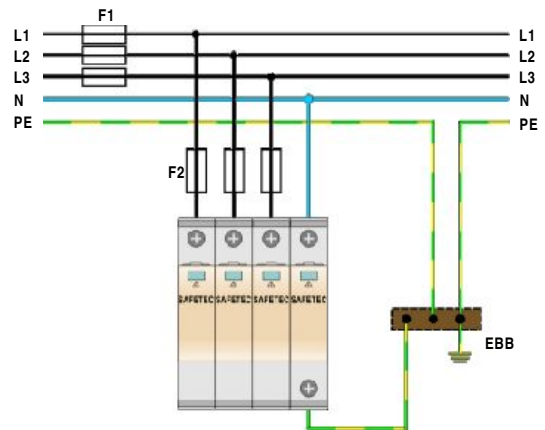 F1
L1 L1
L2 L2
L3 L3
N N
PE PE
F2
SAFETEC SAFETEC SAFETEC SAFETEC
EBB